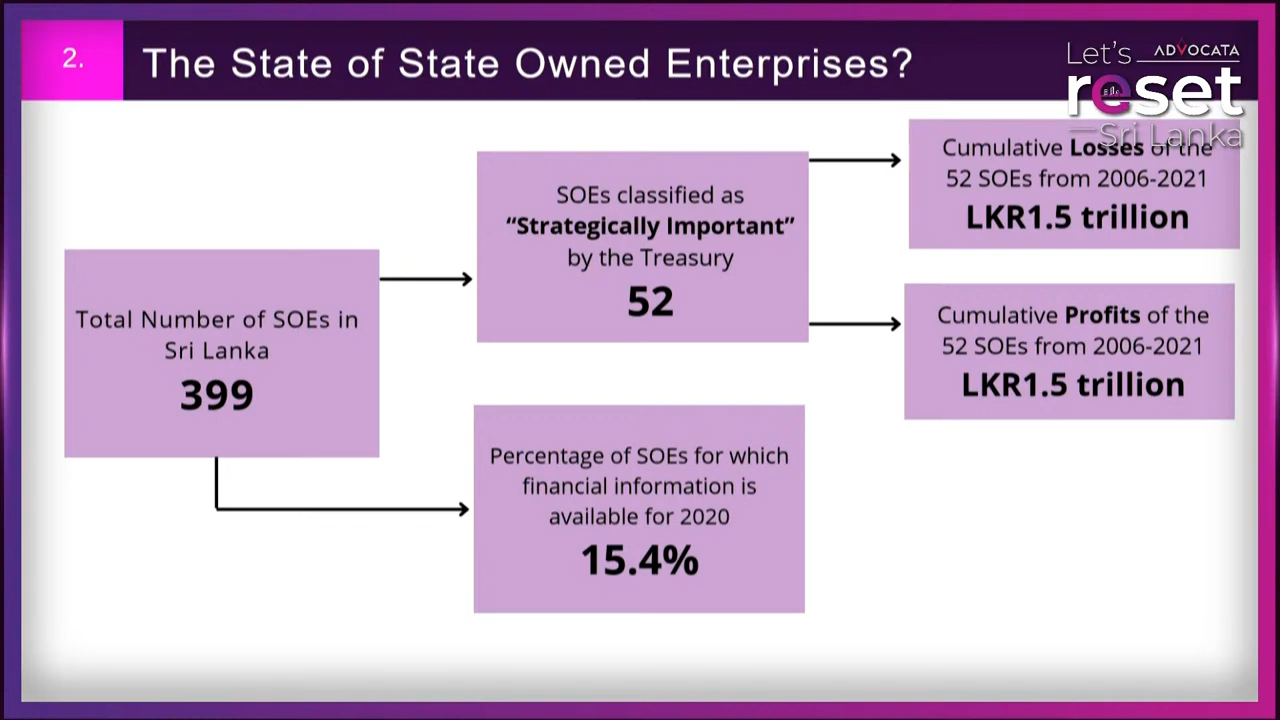 2.
The State of State Owned Enterprises?
Let's
ADVOCATA
reset
Sri Lanka
Total Number of SOEs in
Sri Lanka
399
SOEs classified as
“Strategically Important”
by the Treasury
52
Cumulative Losses of the
52 SOEs from 2006-2021
LKR1.5 trillion
Cumulative Profits of the
52 SOEs from 2006-2021
LKR1.5 trillion
Percentage of SOEs for which
financial information is
available for 2020
15.4%